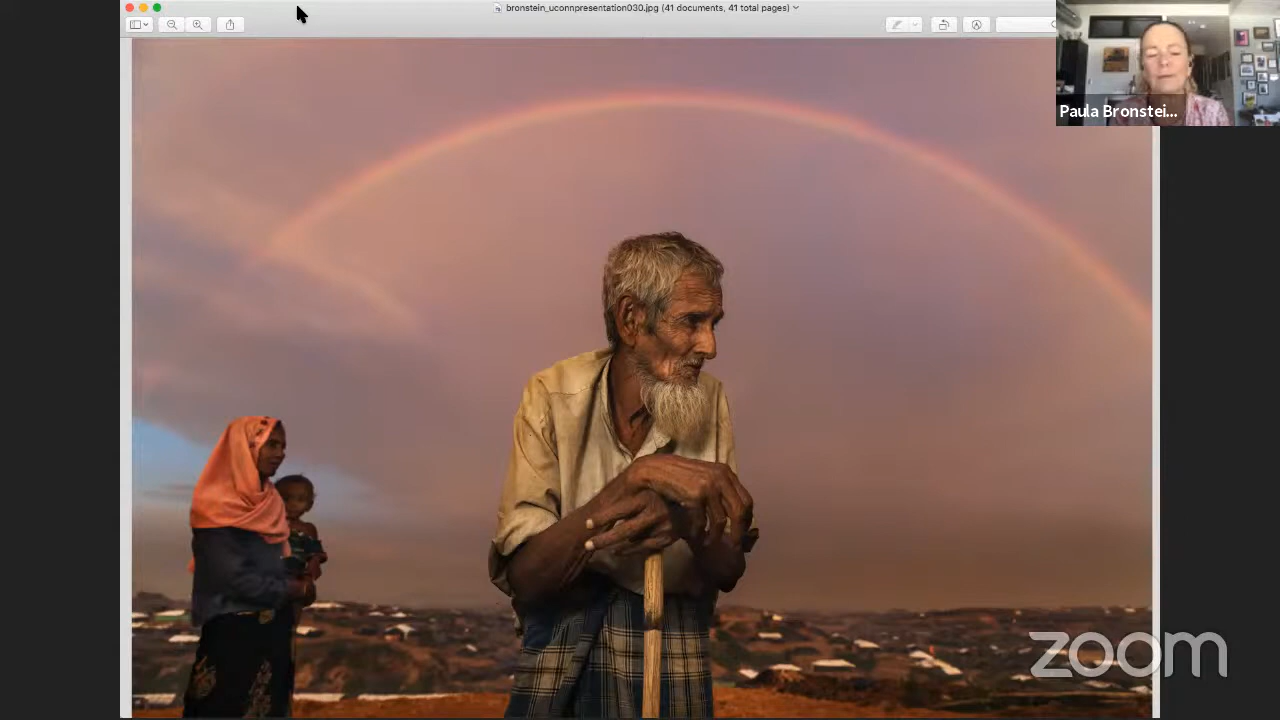 bronstein_uconnpresentation030.jpg (41 documents, 41 total pages)
Paula Bronstei...
zoom